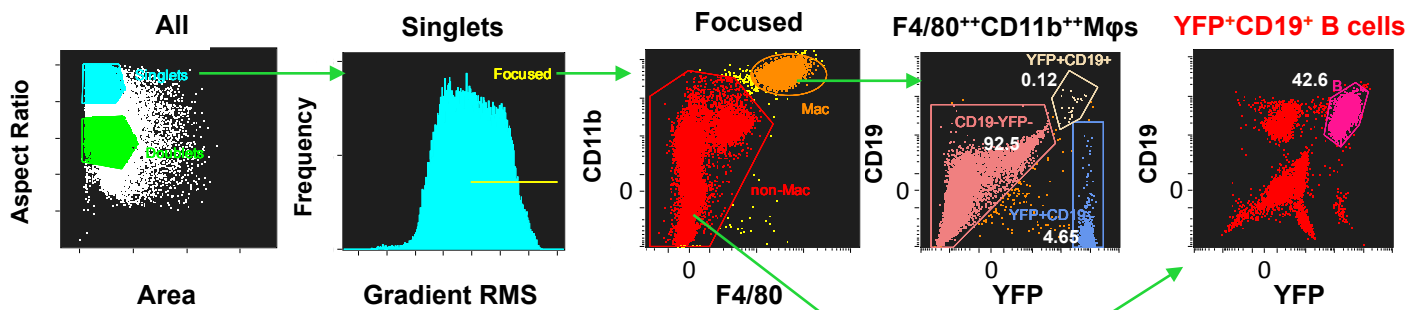 All
Singlets
Focused
F4/80⁺⁺CD11b⁺⁺Mφs
YFP⁺CD19⁺ B cells
Aspect Ratio
Singlets
Doublets
Area
Frequency
Focused
Gradient RMS
CD11b
Mac
non-Mac
0
0
F4/80
CD19
YFP+CD19+
0.12
CD19-YFP-
92.5
YFP+CD19-
4.65
0
0
YFP
CD19
42.6
B
0
0
YFP